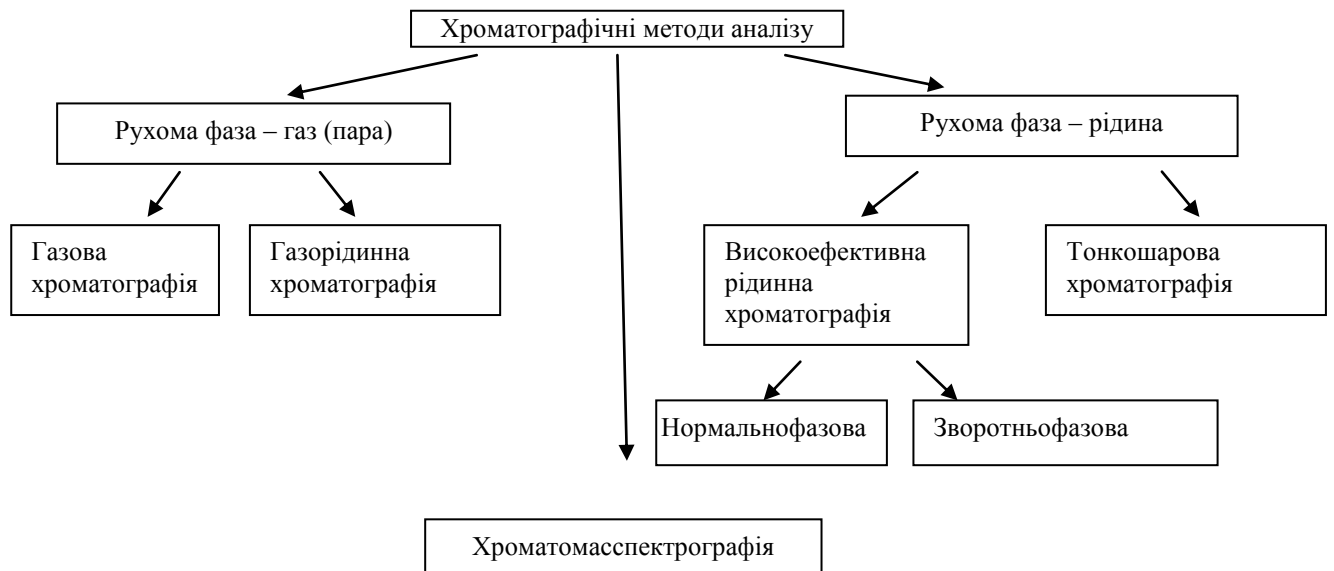 Хроматографічні методи аналізу
Рухома фаза – газ (пара)
Рухома фаза – рідина
Газова
хроматографія
Газорідинна
хроматографія
Високоефективна
рідинна
хроматографія
Тонкошарова
хроматографія
Нормальнофазова
Зворотньофазова
Хроматомасспектрографія